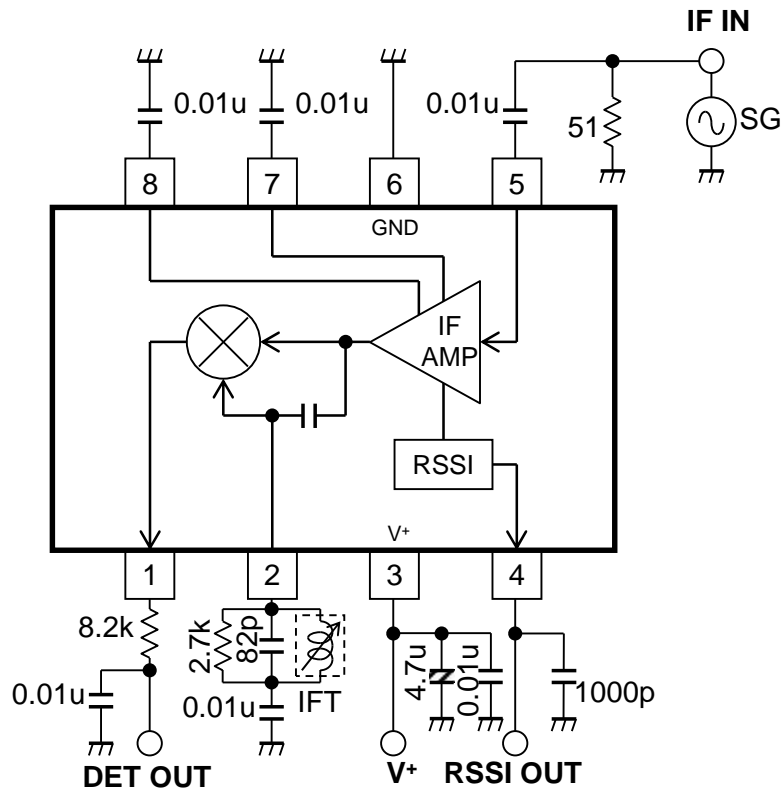 IF IN
0.01u
0.01u
0.01u
51
SG
8
7
6
5
GND
IF
AMP
RSSI
V+
1
2
3
4
8.2k
2.7k
82p
4.7u
0.01u
0.01u
0.01u
IFT
1000p
DET OUT
V+
RSSI OUT